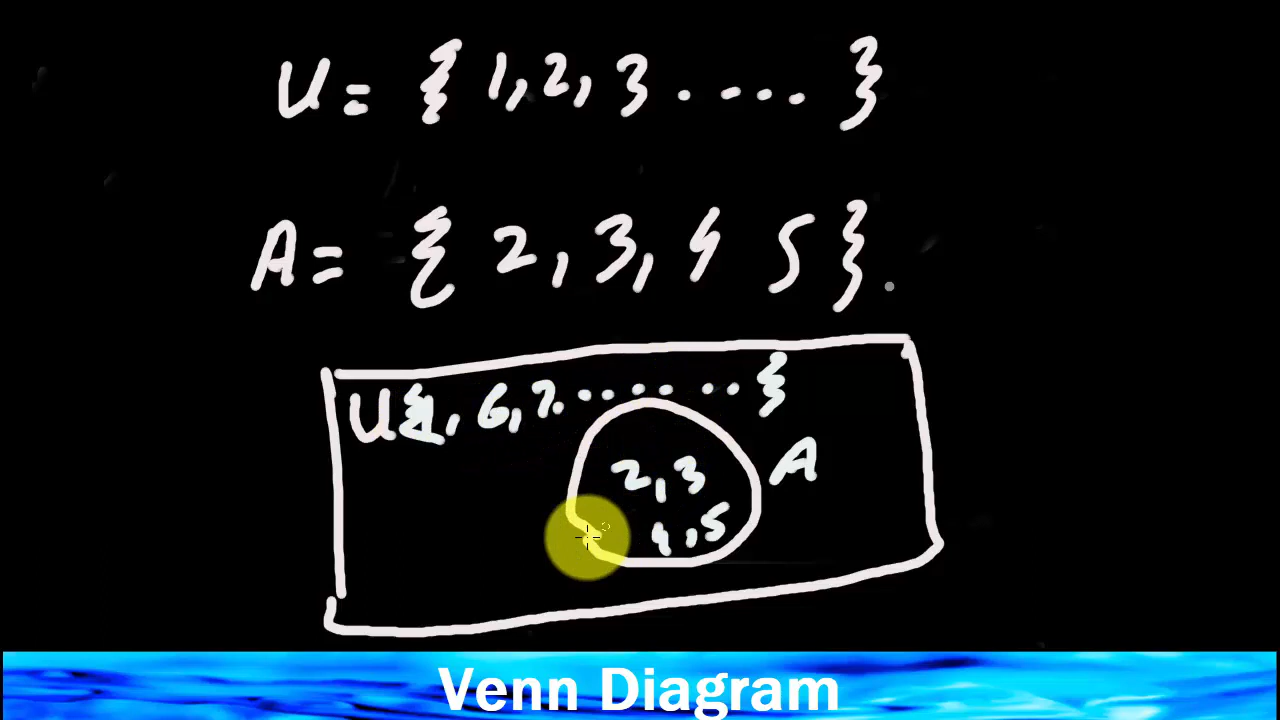 U= { 1, 2, 3 .... }
A= { 2, 3, 4 5 }.
U{1, 6, 7. ...... }
A
2, 3
4, 5
Venn Diagram